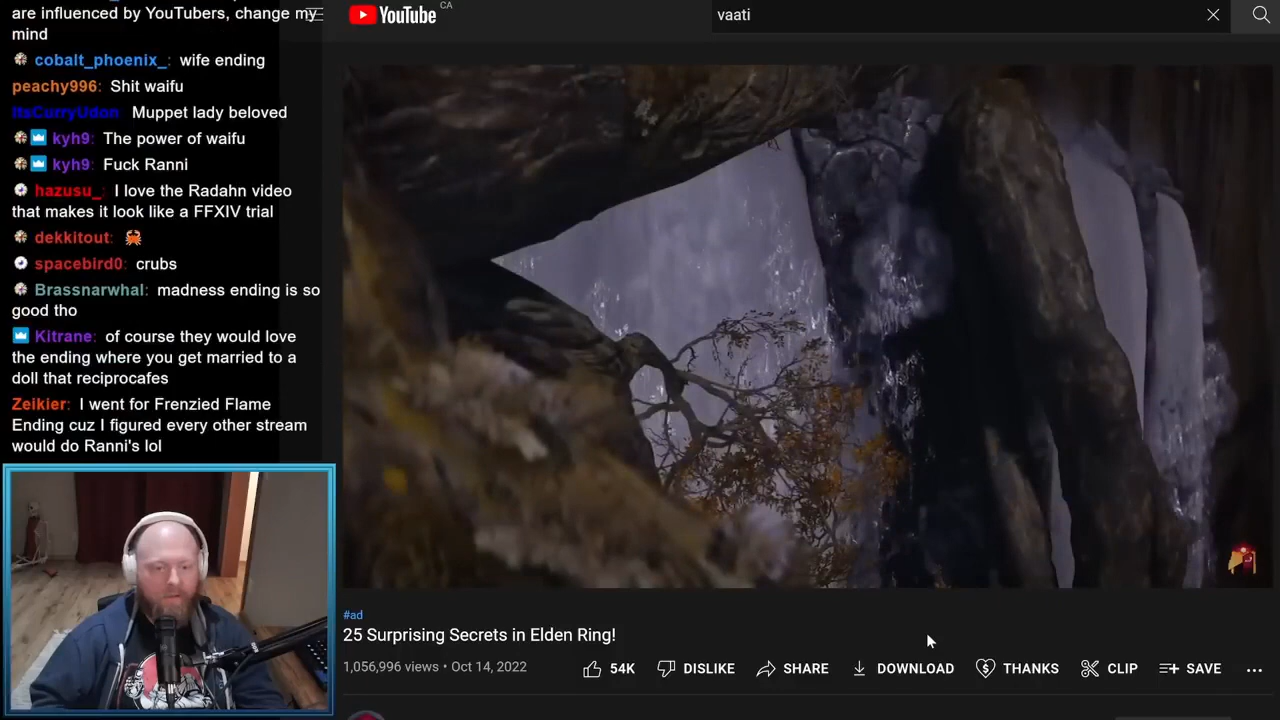 are influenced by YouTubers, change my
mind
cobalt_phoenix_: wife ending
peachy996: Shit waifu
ItsCurryUdon: Muppet lady beloved
kyh9: The power of waifu
kyh9: Fuck Ranni
hazusu_: I love the Radahn video
that makes it look like a FFXIV trial
dekkitout:
spacebird0: crubs
Brassnarwhal: madness ending is so
good tho
Kitrane: of course they would love
the ending where you get married to a
doll that reciprocafes
Zeikier: I went for Frenzied Flame
Ending cuz I figured every other stream
would do Ranni's lol
YouTube CA
vaati
#ad
25 Surprising Secrets in Elden Ring!
1,056,996 views • Oct 14, 2022
54K DISLIKE SHARE DOWNLOAD THANKS CLIP SAVE